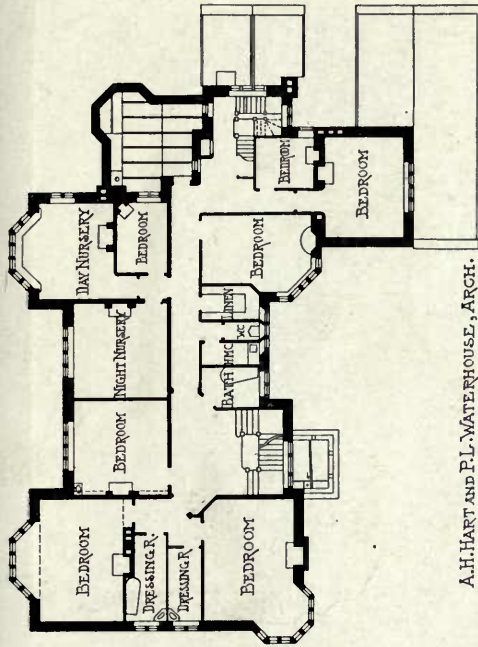 DAY NURSERY
BEDROOM
NIGHT NURSERY
BEDROOM
BEDROOM
DRESSING R.
DRESSING R.
BEDROOM
BATH
HMC
WC
LINEN
BEDROOM
BEDROOM
BEDROOM
A.H. HART AND P.L. WATERHOUSE, ARCH.